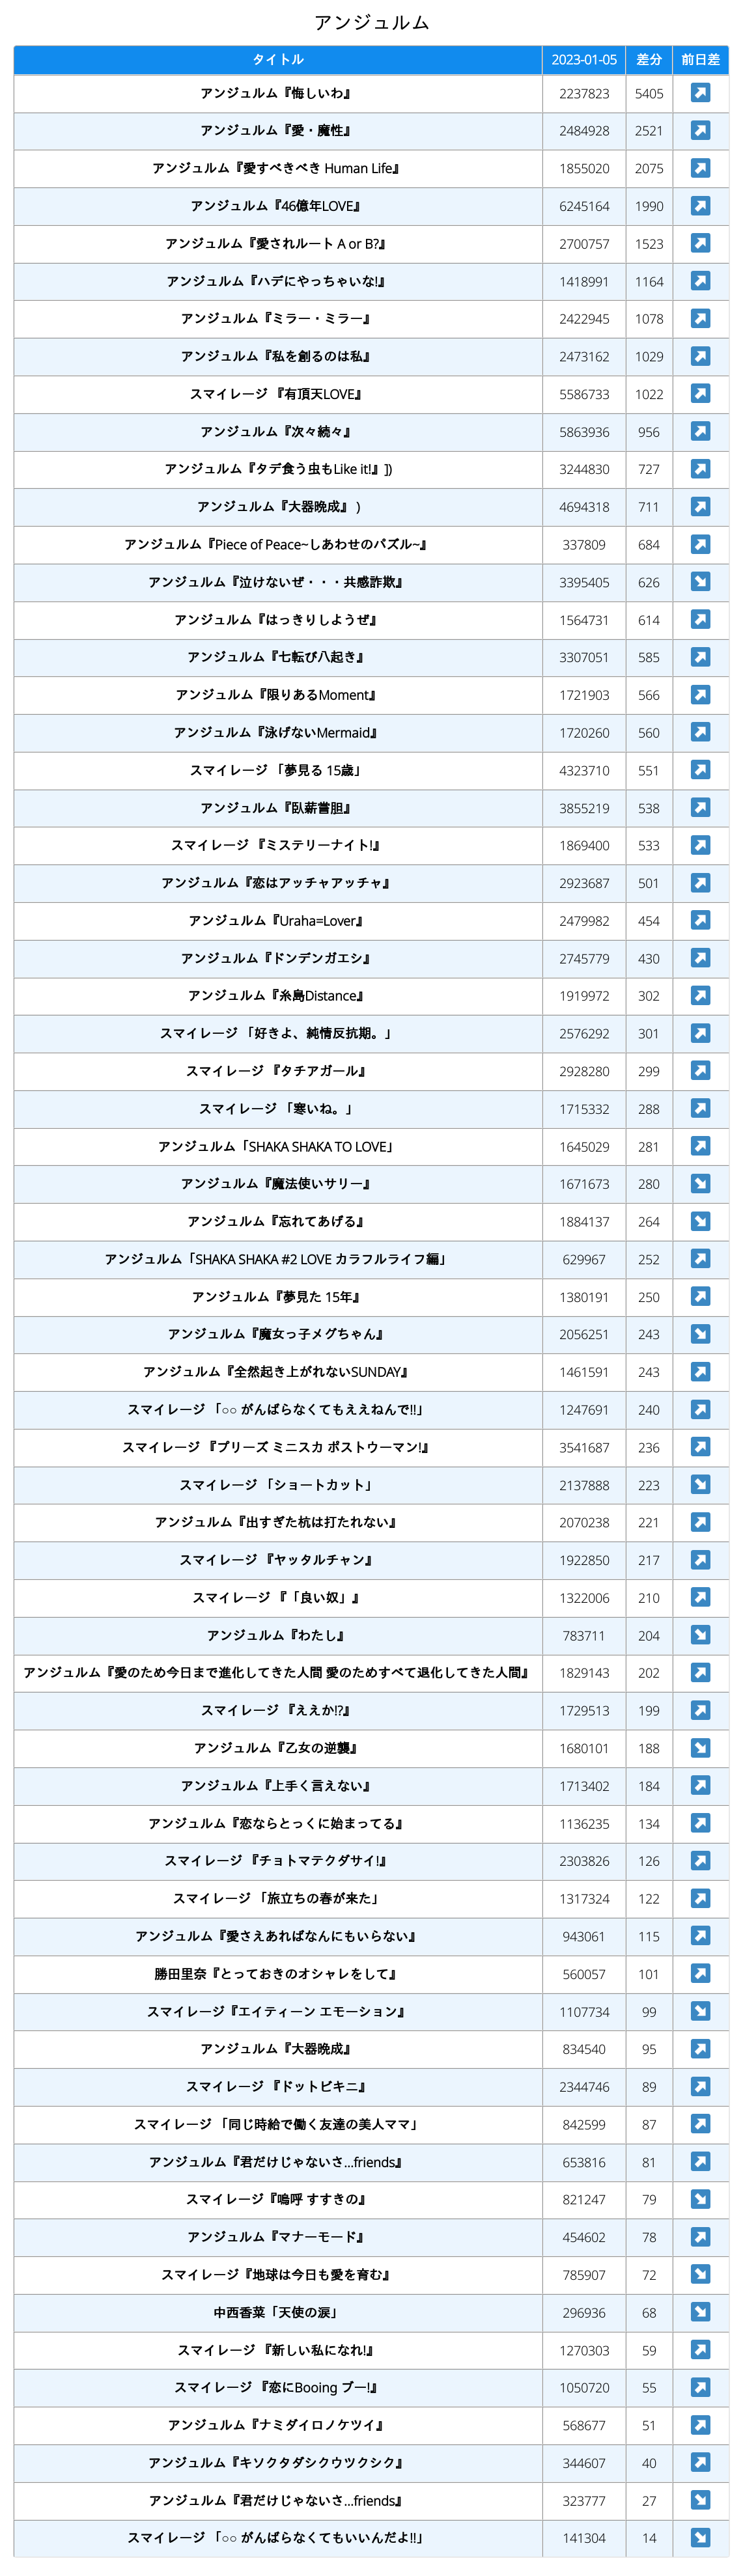 アンジュルム
タイトル 2023-01-05 差分 前日差
アンジュルム『悔しいわ』 2237823 5405 ↗
アンジュルム『愛・魔性』 2484928 2521 ↗
アンジュルム『愛すべきべき Human Life』 1855020 2075 ↗
アンジュルム『46億年LOVE』 6245164 1990 ↗
アンジュルム『愛されルート A or B?』 2700757 1523 ↗
アンジュルム『ハデにやっちゃいな!』 1418991 1164 ↗
アンジュルム『ミラー・ミラー』 2422945 1078 ↗
アンジュルム『私を創るのは私』 2473162 1029 ↗
スマイレージ 『有頂天LOVE』 5586733 1022 ↗
アンジュルム『次々続々』 5863936 956 ↗
アンジュルム『タデ食う虫もLike it!』]) 3244830 727 ↗
アンジュルム『大器晩成』 ) 4694318 711 ↗
アンジュルム『Piece of Peace~しあわせのパズル~』 337809 684 ↗
アンジュルム『泣けないぜ・・・共感詐欺』 3395405 626 ↘
アンジュルム『はっきりしようぜ』 1564731 614 ↗
アンジュルム『七転び八起き』 3307051 585 ↗
アンジュルム『限りあるMoment』 1721903 566 ↗
アンジュルム『泳げないMermaid』 1720260 560 ↗
スマイレージ 「夢見る 15歳」 4323710 551 ↗
アンジュルム『臥薪嘗胆』 3855219 538 ↗
スマイレージ 『ミステリーナイト!』 1869400 533 ↗
アンジュルム『恋はアッチャアッチャ』 2923687 501 ↗
アンジュルム『Uraha=Lover』 2479982 454 ↗
アンジュルム『ドンデンガエシ』 2745779 430 ↗
アンジュルム『糸島Distance』 1919972 302 ↗
スマイレージ 「好きよ、純情反抗期。」 2576292 301 ↗
スマイレージ 『タチアガール』 2928280 299 ↗
スマイレージ 「寒いね。」 1715332 288 ↗
アンジュルム「SHAKA SHAKA TO LOVE」 1645029 281 ↗
アンジュルム『魔法使いサリー』 1671673 280 ↘
アンジュルム『忘れてあげる』 1884137 264 ↘
アンジュルム「SHAKA SHAKA #2 LOVE カラフルライフ編」 629967 252 ↗
アンジュルム『夢見た 15年』 1380191 250 ↗
アンジュルム『魔女っ子メグちゃん』 2056251 243 ↘
アンジュルム『全然起き上がれないSUNDAY』 1461591 243 ↗
スマイレージ 「○○ がんばらなくてもええねんで!!」 1247691 240 ↗
スマイレージ 『プリーズ ミニスカ ポストウーマン!』 3541687 236 ↗
スマイレージ 「ショートカット」 2137888 223 ↘
アンジュルム『出すぎた杭は打たれない』 2070238 221 ↗
スマイレージ 『ヤッタルチャン』 1922850 217 ↗
スマイレージ 『「良い奴」』 1322006 210 ↗
アンジュルム『わたし』 783711 204 ↘
アンジュルム『愛のため今日まで進化してきた人間 愛のためすべて退化してきた人間』 1829143 202 ↗
スマイレージ 『ええか!?』 1729513 199 ↗
アンジュルム『乙女の逆襲』 1680101 188 ↘
アンジュルム『上手く言えない』 1713402 184 ↗
アンジュルム『恋ならとっくに始まってる』 1136235 134 ↗
スマイレージ 『チョトマテクダサイ!』 2303826 126 ↗
スマイレージ 「旅立ちの春が来た」 1317324 122 ↗
アンジュルム『愛さえあればなんにもいらない』 943061 115 ↗
勝田里奈『とっておきのオシャレをして』 560057 101 ↗
スマイレージ『エイティーン エモーション』 1107734 99 ↘
アンジュルム『大器晩成』 834540 95 ↗
スマイレージ 『ドットビキニ』 2344746 89 ↗
スマイレージ 「同じ時給で働く友達の美人ママ」 842599 87 ↗
アンジュルム『君だけじゃないさ...friends』 653816 81 ↗
スマイレージ『嗚呼 すすきの』 821247 79 ↘
アンジュルム『マナーモード』 454602 78 ↗
スマイレージ『地球は今日も愛を育む』 785907 72 ↘
中西香菜「天使の涙」 296936 68 ↘
スマイレージ 『新しい私になれ!』 1270303 59 ↗
スマイレージ 『恋にBooing ブー!』 1050720 55 ↗
アンジュルム『ナミダイロノケツイ』 568677 51 ↗
アンジュルム『キソクタダシクウツクシク』 344607 40 ↗
アンジュルム『君だけじゃないさ...friends』 323777 27 ↘
スマイレージ 「○○ がんばらなくてもいいんだよ!!」 141304 14 ↘